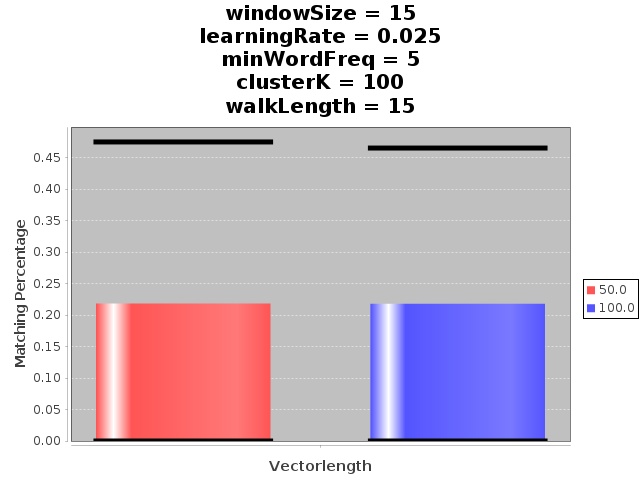 windowSize = 15
learningRate = 0.025
minWordFreq = 5
clusterK = 100
walkLength = 15
0.45
0.40
0.35
0.30
0.25
0.20
0.15
0.10
0.05
0.00
Matching Percentage
Vectorlength
50.0
100.0